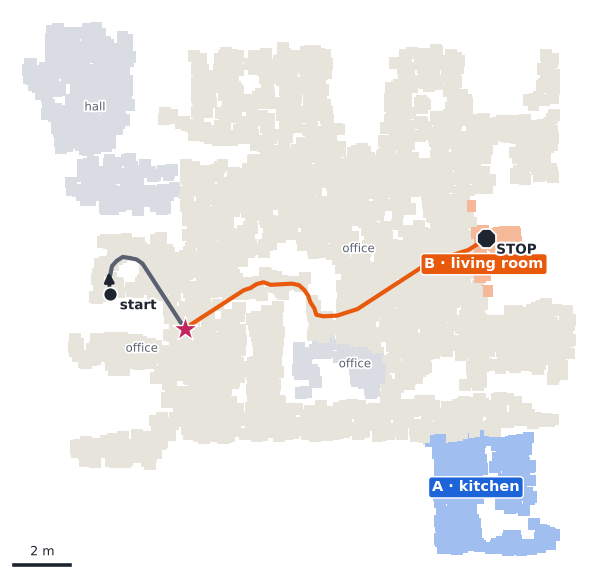 hall
office
STOP
B · living room
start
office
office
A · kitchen
2 m